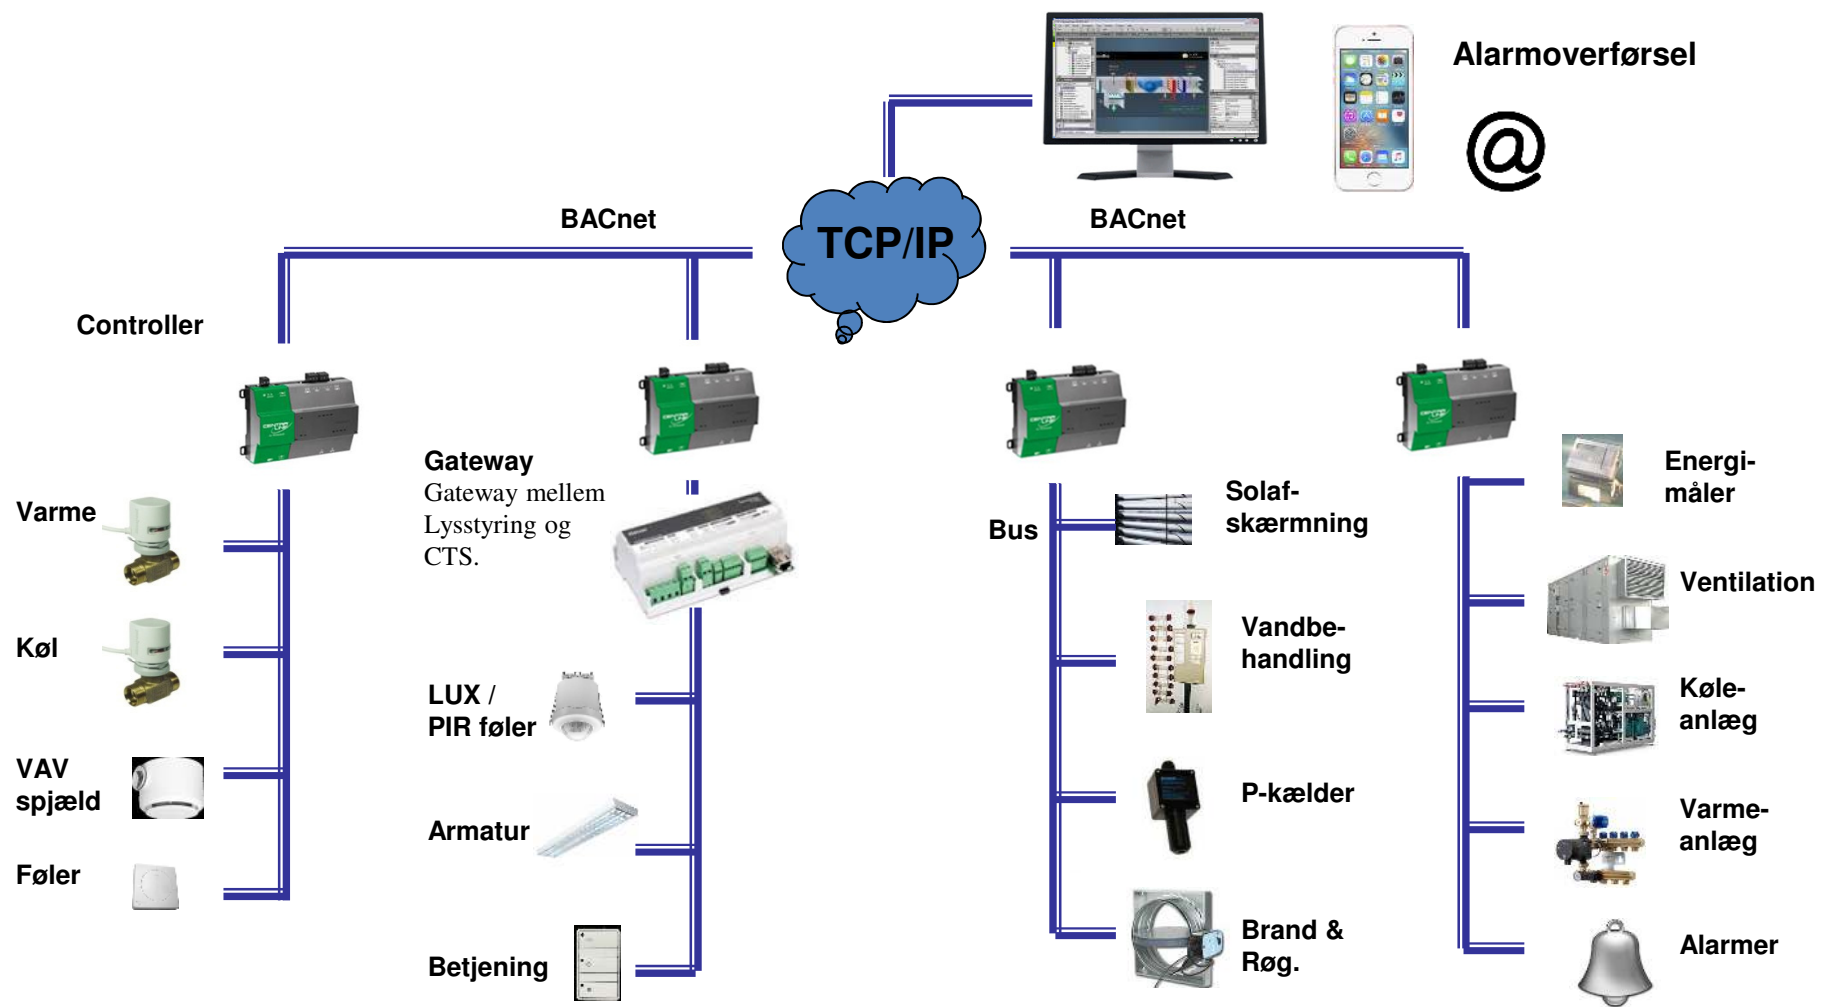 Alarmoverførsel
@
BACnet
TCP/IP
BACnet
Controller
Varme
Køl
VAV
spjæld
Føler
Gateway
Gateway mellem
Lysstyring og
CTS.
LUX /
PIR føler
Armatur
Betjening
Bus
Solaf-
skærmning
Vandbe-
handling
P-kælder
Brand &
Røg.
Energi-
måler
Ventilation
Køle-
anlæg
Varme-
anlæg
Alarmer